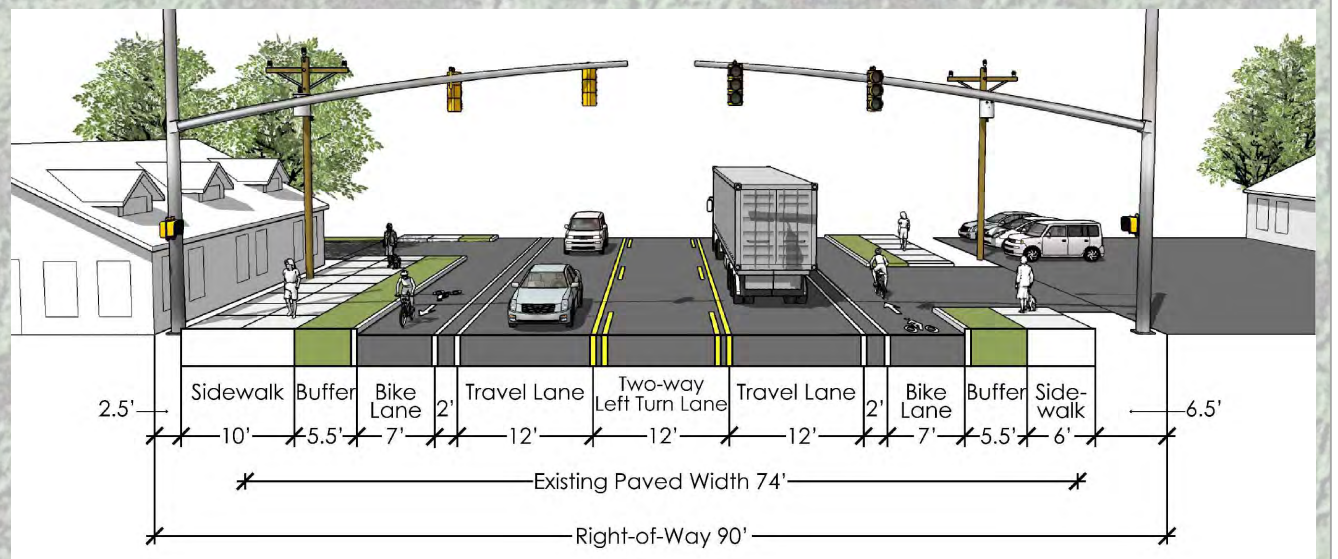 Sidewalk
Buffer
Bike
Lane
2'
Travel Lane
Two-way
Left Turn Lane
Travel Lane
2'
Bike
Lane
Buffer
Side-
walk
2.5'
10'
5.5'
7'
12'
12'
12'
7'
5.5'
6'
6.5'
Existing Paved Width 74'
Right-of-Way 90'